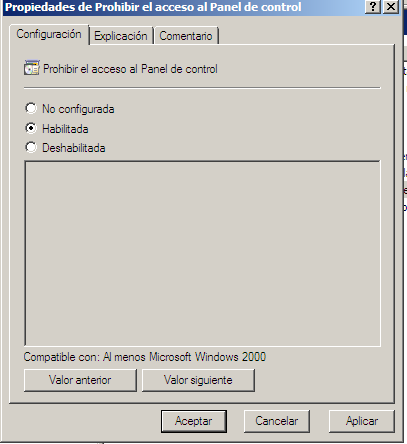 Propiedades de Prohibir el acceso al Panel de control
Configuración Explicación Comentario
Prohibir el acceso al Panel de control
No configurada
Habilitada
Deshabilitada
Compatible con: Al menos Microsoft Windows 2000
Valor anterior Valor siguiente
Aceptar Cancelar Aplicar